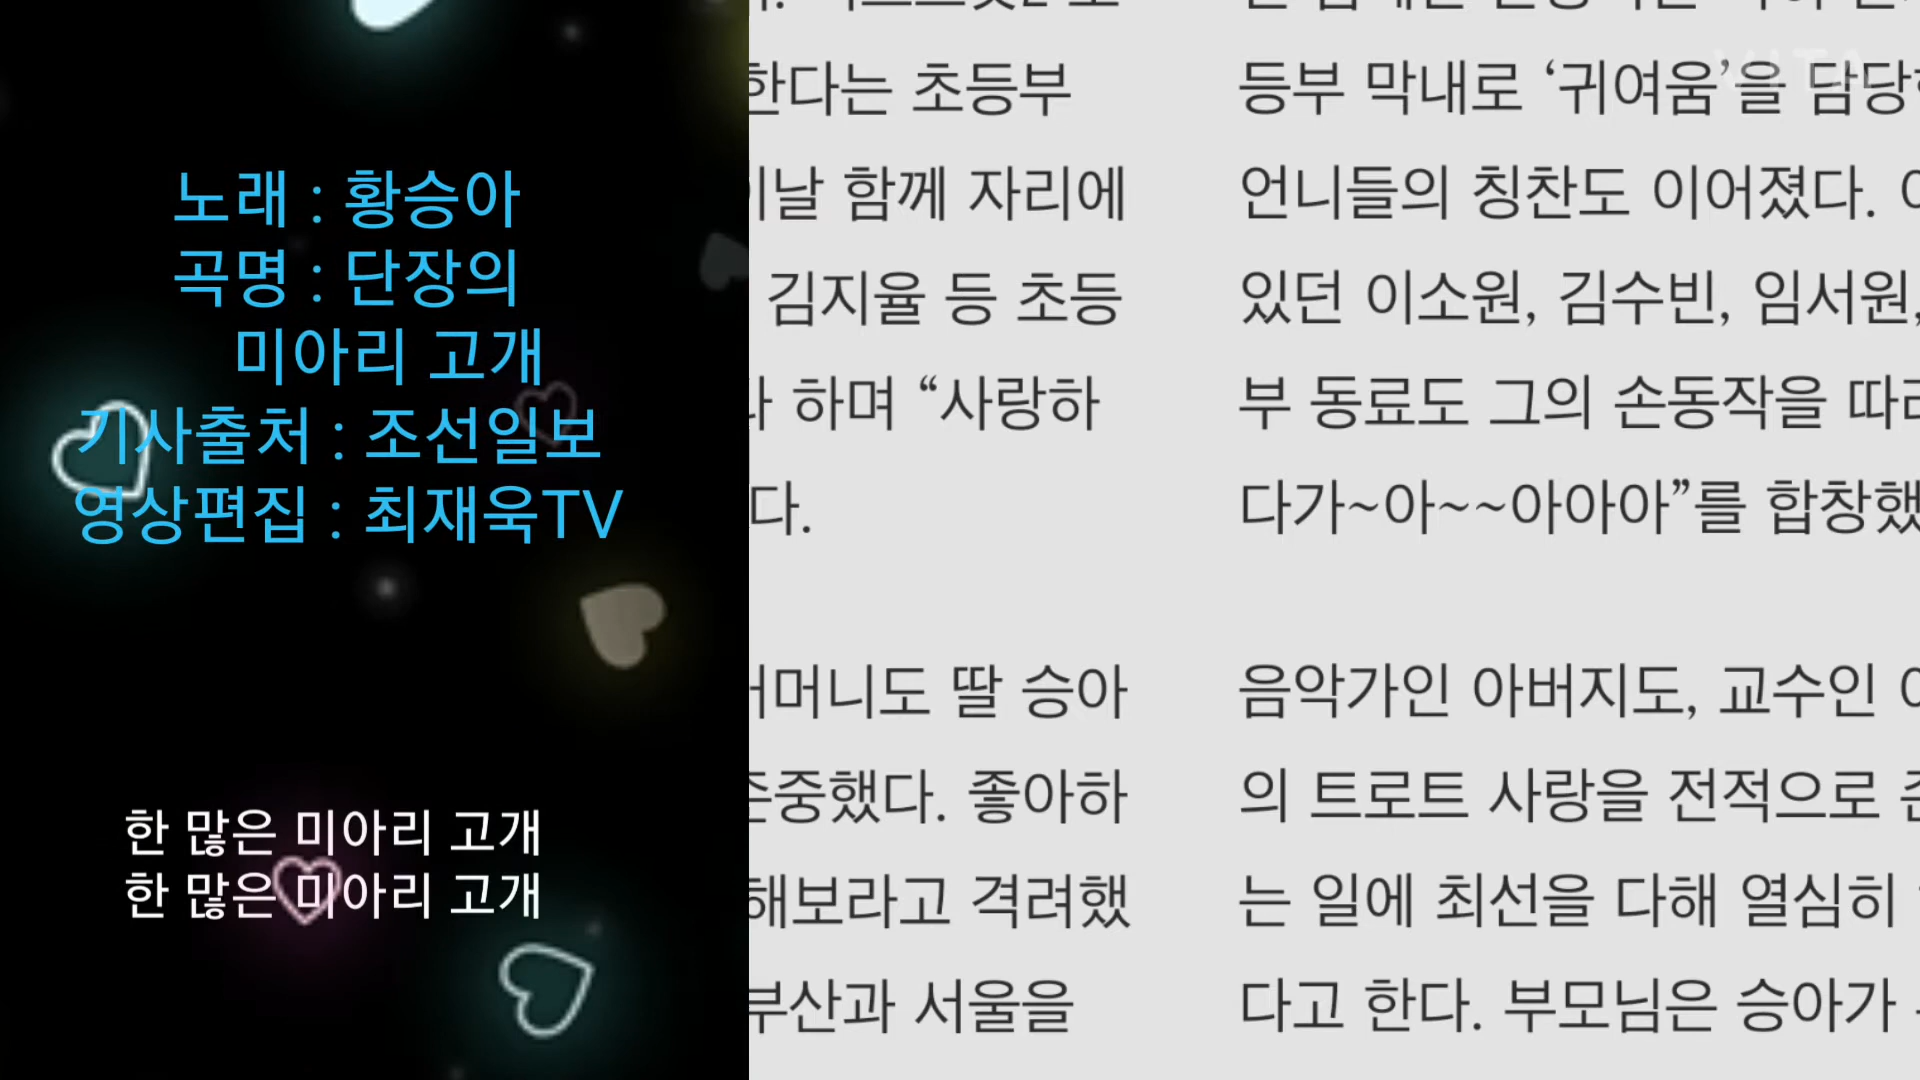 노래 : 황승아
곡명 : 단장의
미아리 고개
기사출처 : 조선일보
영상편집 : 최재욱TV
한 많은 미아리 고개
한 많은 미아리 고개
한다는 초등부
이날 함께 자리에
김지율 등 초등
하며 “사랑하
다.
어머니도 딸 승아
존중했다. 좋아하
해보라고 격려했
부산과 서울을
VITA
등부 막내로 ‘귀여움’을 담당
언니들의 칭찬도 이어졌다.
있던 이소원, 김수빈, 임서원,
부 동료도 그의 손동작을 따라
다가~아~~아아아”를 합창했
음악가인 아버지도, 교수인
의 트로트 사랑을 전적으로
는 일에 최선을 다해 열심히
다고 한다. 부모님은 승아가